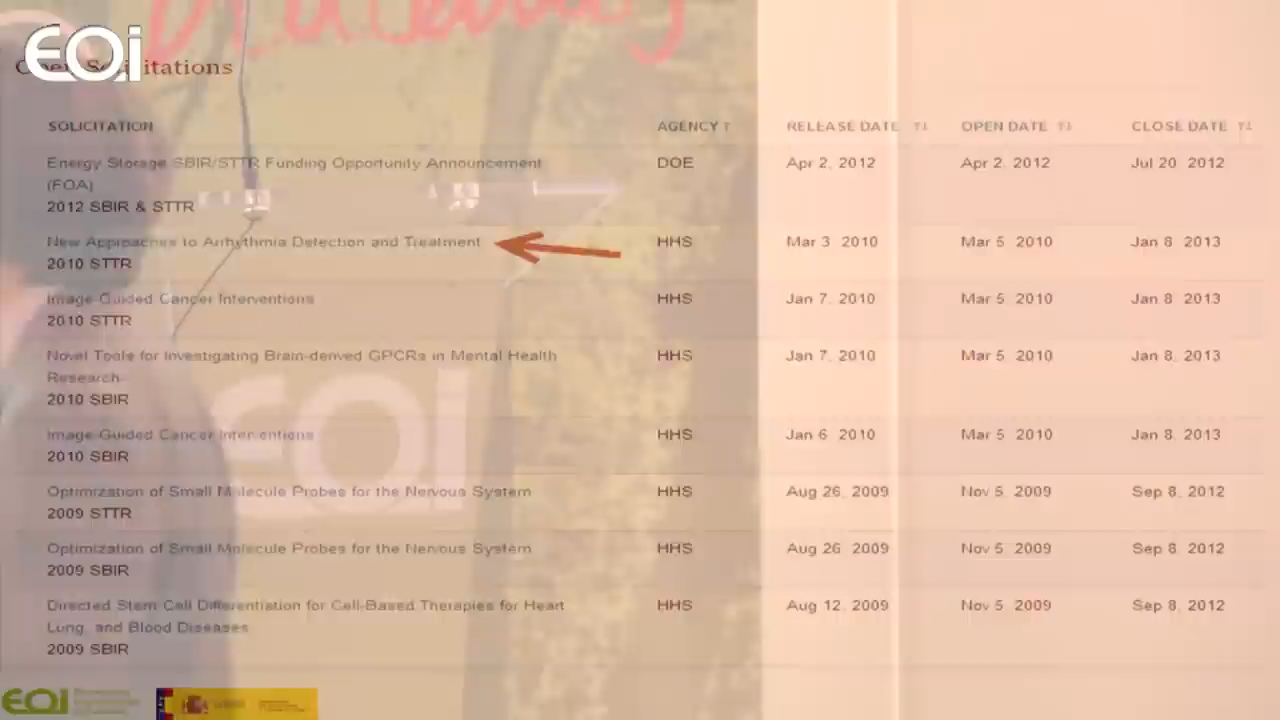 EOi
Open Solicitations
SOLICITATION AGENCY RELEASE DATE OPEN DATE CLOSE DATE
Energy Storage SBIR/STTR Funding Opportunity Announcement DOE Apr 2, 2012 Apr 2, 2012 Jul 20, 2012
(FOA)
2012 SBIR & STTR
New Approaches to Arrhythmia Detection and Treatment HHS Mar 3, 2010 Mar 5, 2010 Jan 8, 2013
2010 STTR
Image-Guided Cancer Interventions HHS Jan 7, 2010 Mar 5, 2010 Jan 8, 2013
2010 STTR
Novel Tools for Investigating Brain-derived GPCRs in Mental Health HHS Jan 7, 2010 Mar 5, 2010 Jan 8, 2013
Research
2010 SBIR
Image-Guided Cancer Interventions HHS Jan 6, 2010 Mar 5, 2010 Jan 8, 2013
2010 SBIR
EOi
Optimization of Small Molecule Probes for the Nervous System HHS Aug 26, 2009 Nov 5, 2009 Sep 8, 2012
2009 STTR
Optimization of Small Molecule Probes for the Nervous System HHS Aug 26, 2009 Nov 5, 2009 Sep 8, 2012
2009 SBIR
Directed Stem Cell Differentiation for Cell-Based Therapies for Heart HHS Aug 12, 2009 Nov 5, 2009 Sep 8, 2012
Lung, and Blood Diseases
2009 SBIR
EOi